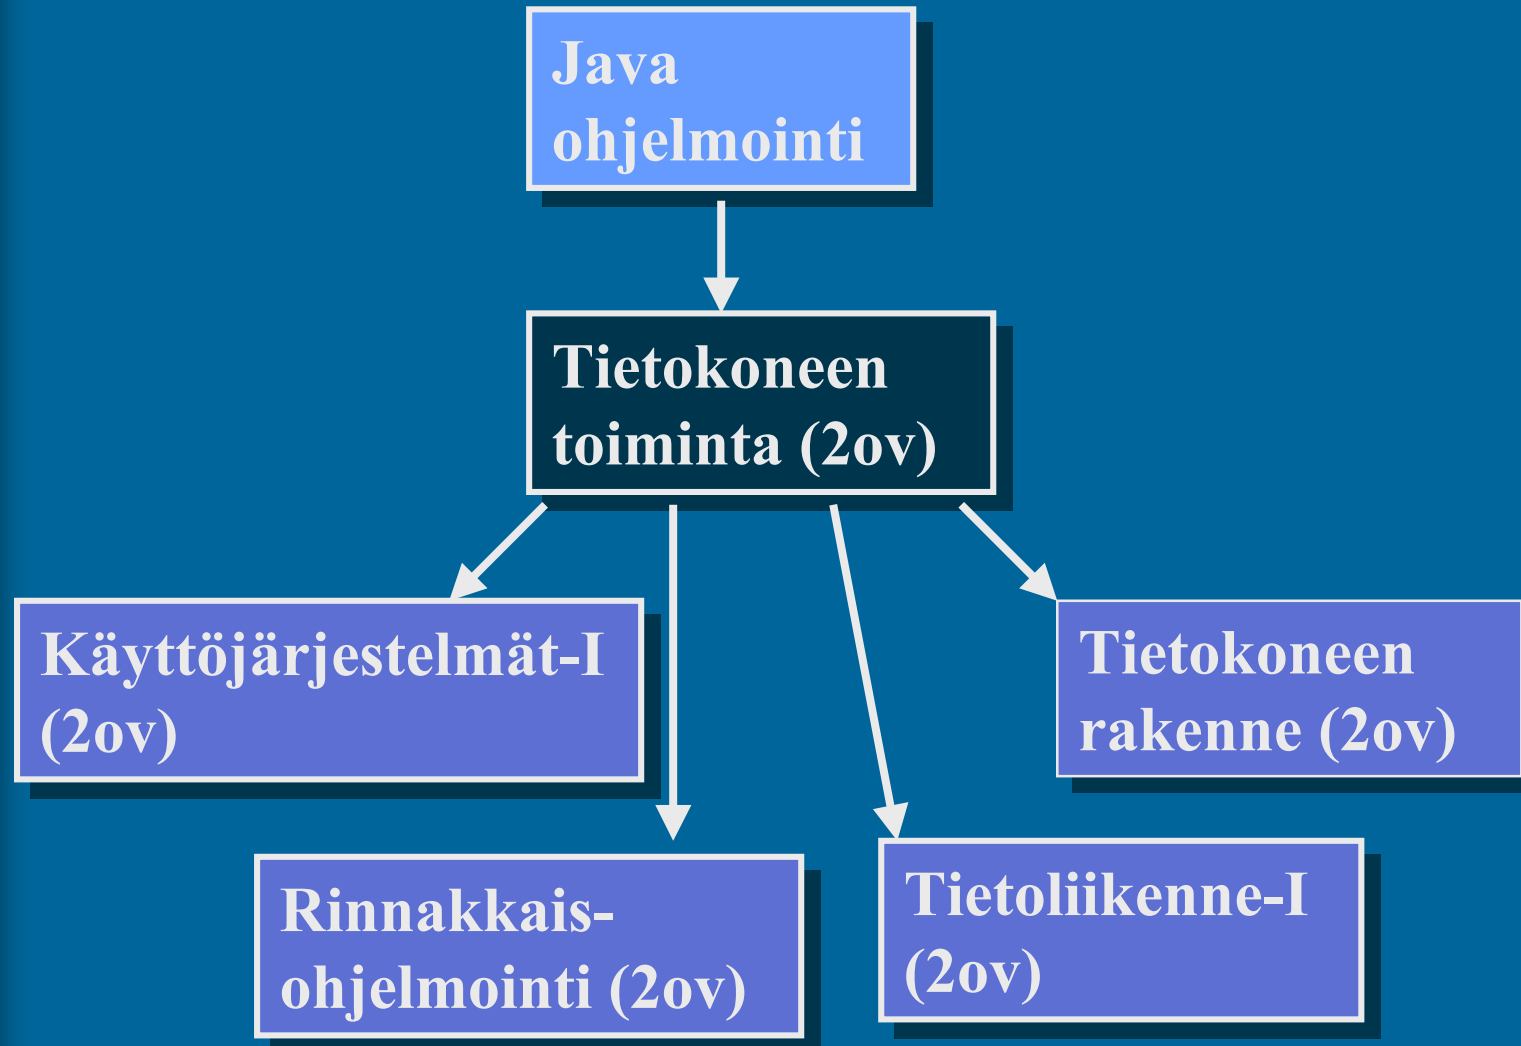 Java
ohjelmointi
Tietokoneen
toiminta (2ov)
Käyttöjärjestelmät-I
(2ov)
Tietokoneen
rakenne (2ov)
Rinnakkais-
ohjelmointi (2ov)
Tietoliikenne-I
(2ov)